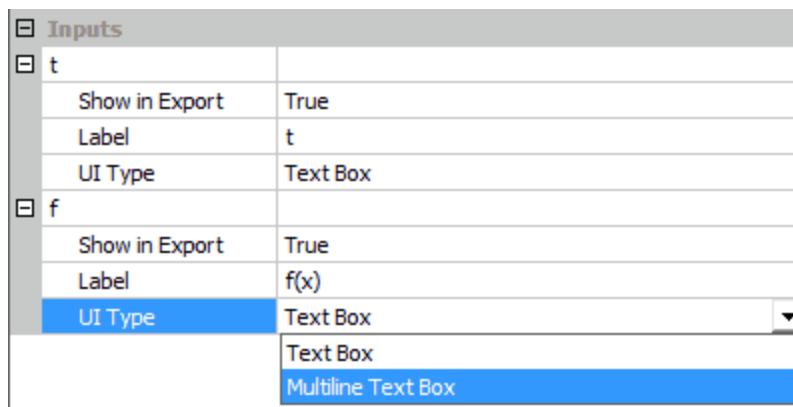 Inputs
t
Show in Export True
Label t
UI Type Text Box
f
Show in Export True
Label f(x)
UI Type Text Box
Text Box
Multiline Text Box